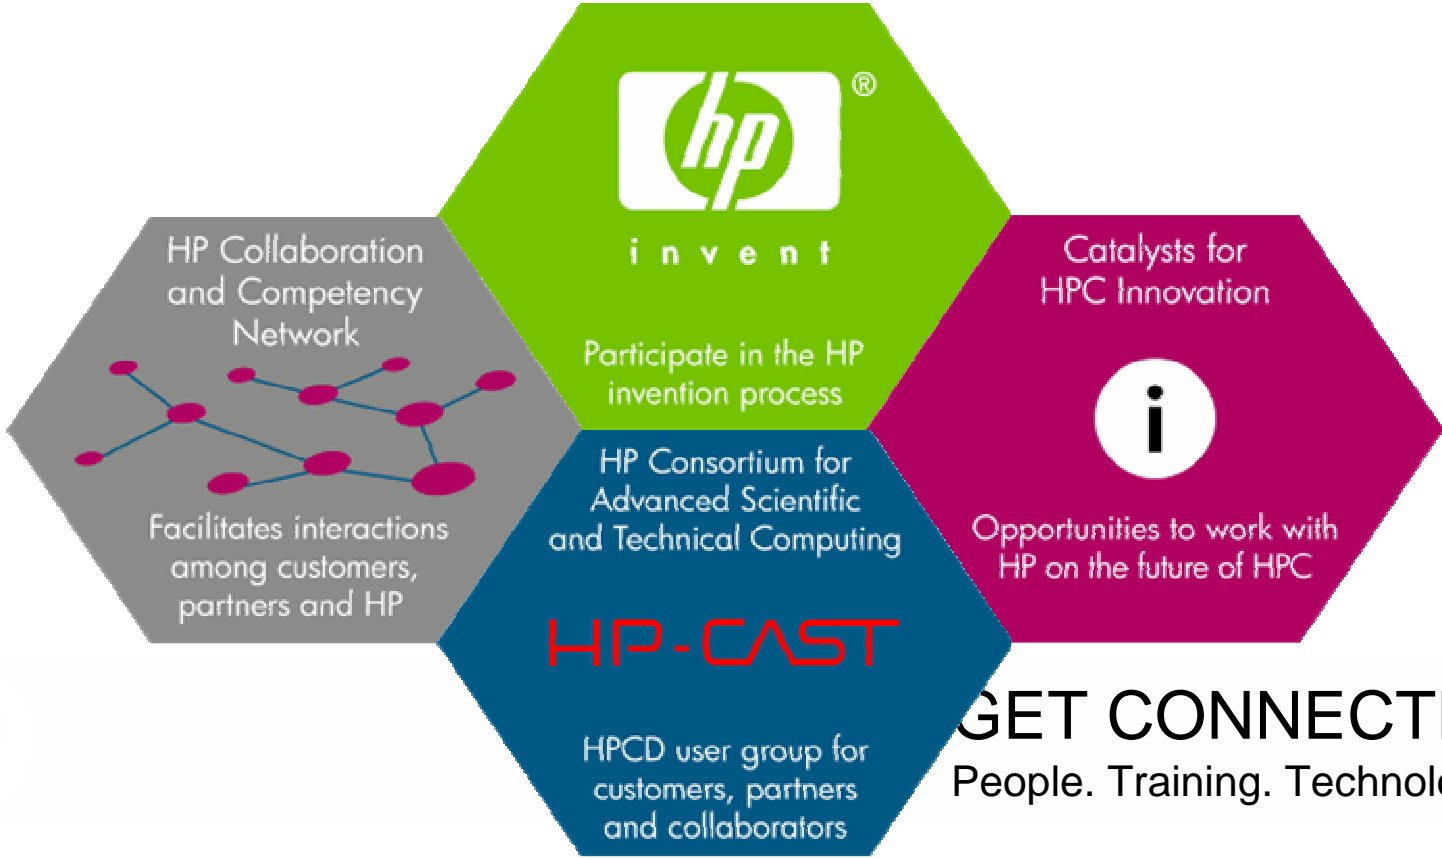 hp
®
invent
Participate in the HP
invention process
HP Collaboration
and Competency
Network
Facilitates interactions
among customers,
partners and HP
Catalysts for
HPC Innovation
i
Opportunities to work with
HP on the future of HPC
HP Consortium for
Advanced Scientific
and Technical Computing
HP-CAST
HPCD user group for
customers, partners
and collaborators
GET CONNECT
People. Training. Technol